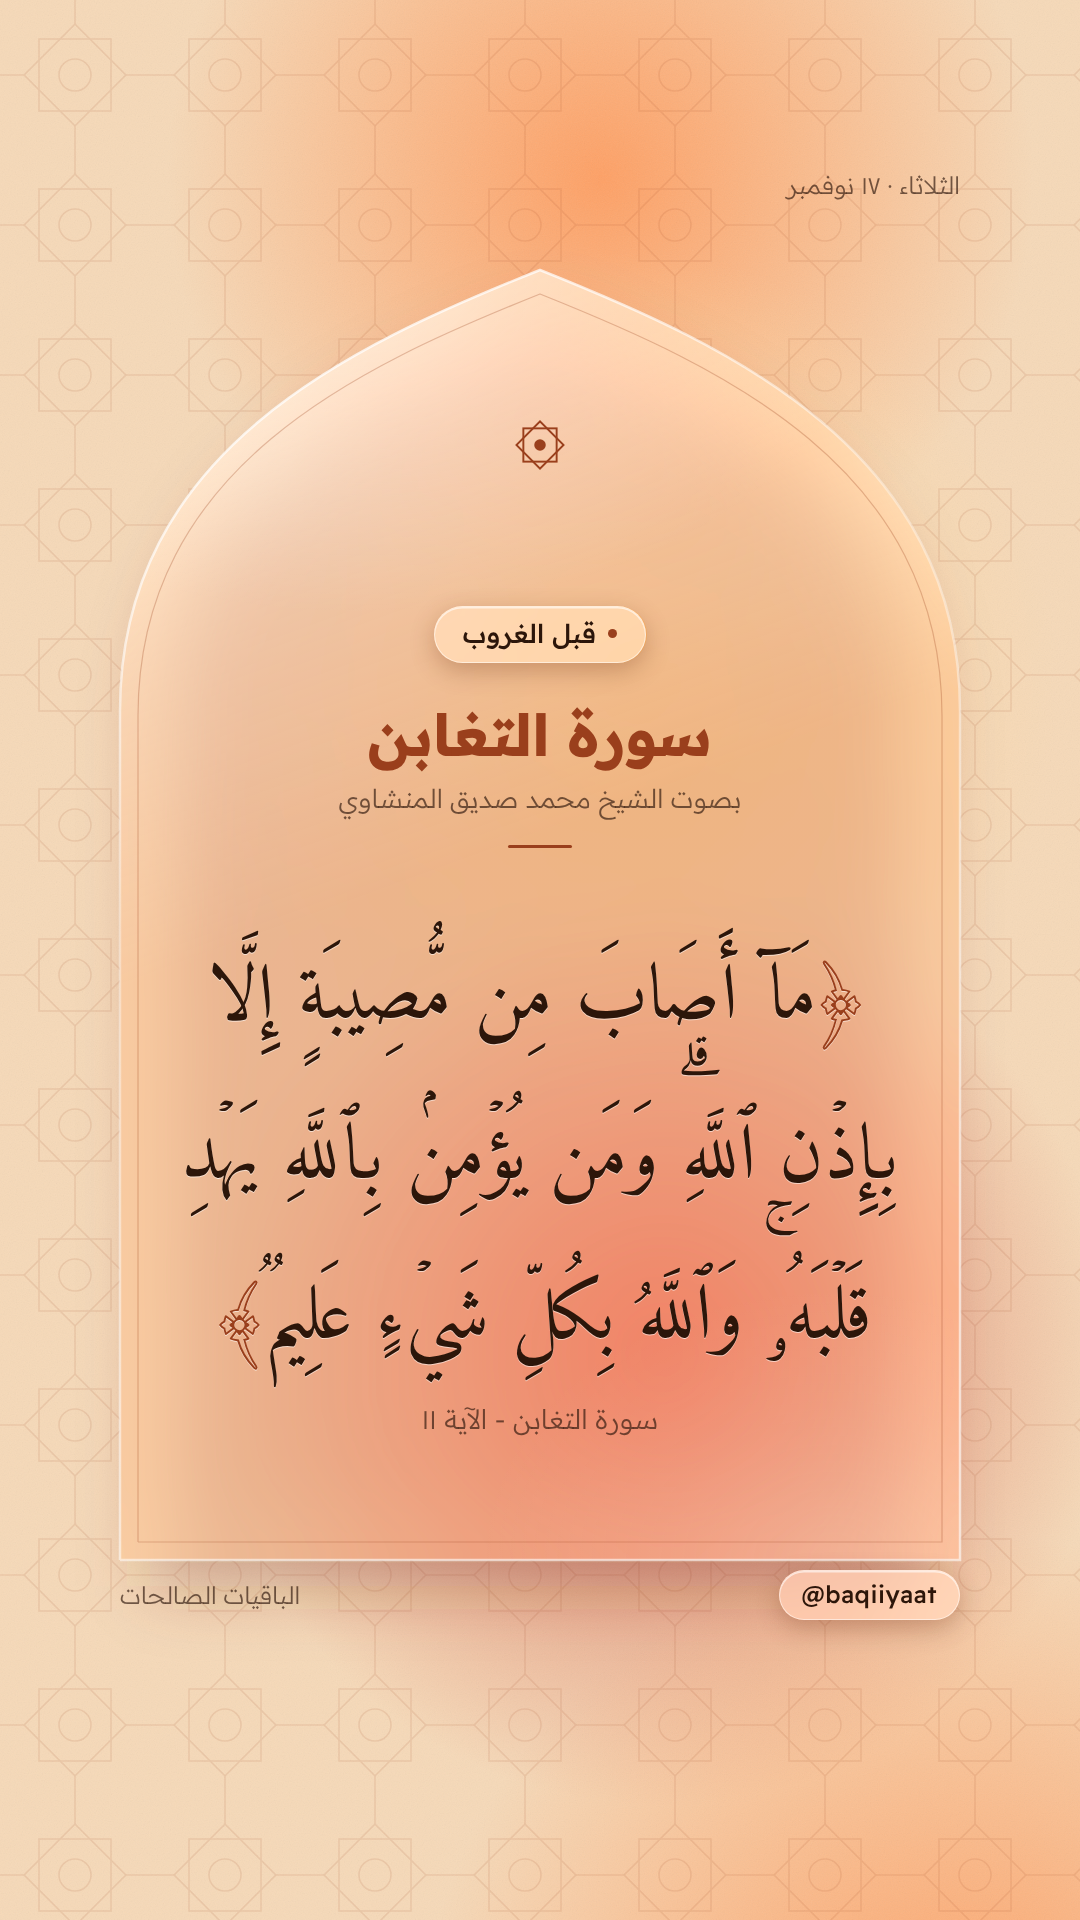 الثلاثاء · ١٧ نوفمبر
قبل الغروب
سورة التغابن
بصوت الشيخ محمد صديق المنشاوي
﴿مَآ أَصَابَ مِن مُّصِيبَةٍ إِلَّا
بِإِذۡنِ ٱللَّهِۗ وَمَن يُؤۡمِنۢ بِٱللَّهِ يَهۡدِ
قَلۡبَهُۥۚ وَٱللَّهُ بِكُلِّ شَيۡءٍ عَلِيمٞ﴾
سورة التغابن - الآية ١١
@baqiiyaat
الباقيات الصالحات